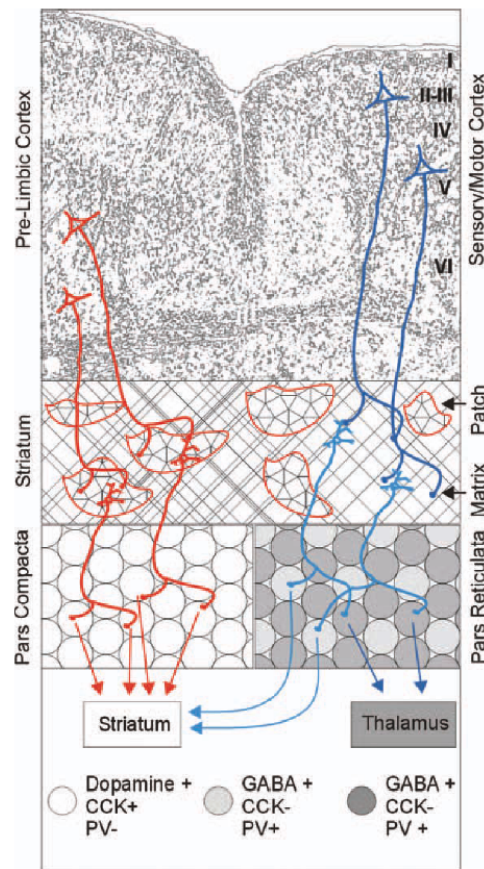 Pre-Limbic Cortex
Sensory/Motor Cortex
I
II-III
IV
V
VI
Striatum
Patch
Matrix
Pars Compacta
Pars Reticulata
Striatum
Thalamus
Dopamine +
CCK+
PV-
GABA +
CCK-
PV+
GABA +
CCK-
PV +